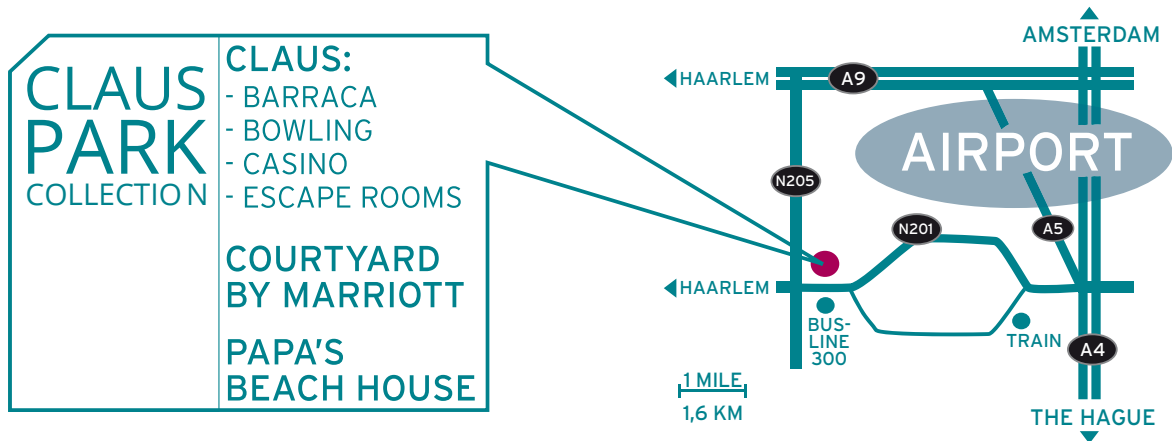 CLAUS
PARK
COLLECTION
CLAUS:
- BARRACA
- BOWLING
- CASINO
- ESCAPE ROOMS
COURTYARD
BY MARRIOTT
PAPA'S
BEACH HOUSE
AMSTERDAM
HAARLEM
A9
AIRPORT
N205
N201
A5
HAARLEM
BUS-
LINE
300
TRAIN
A4
1 MILE
1,6 KM
THE HAGUE